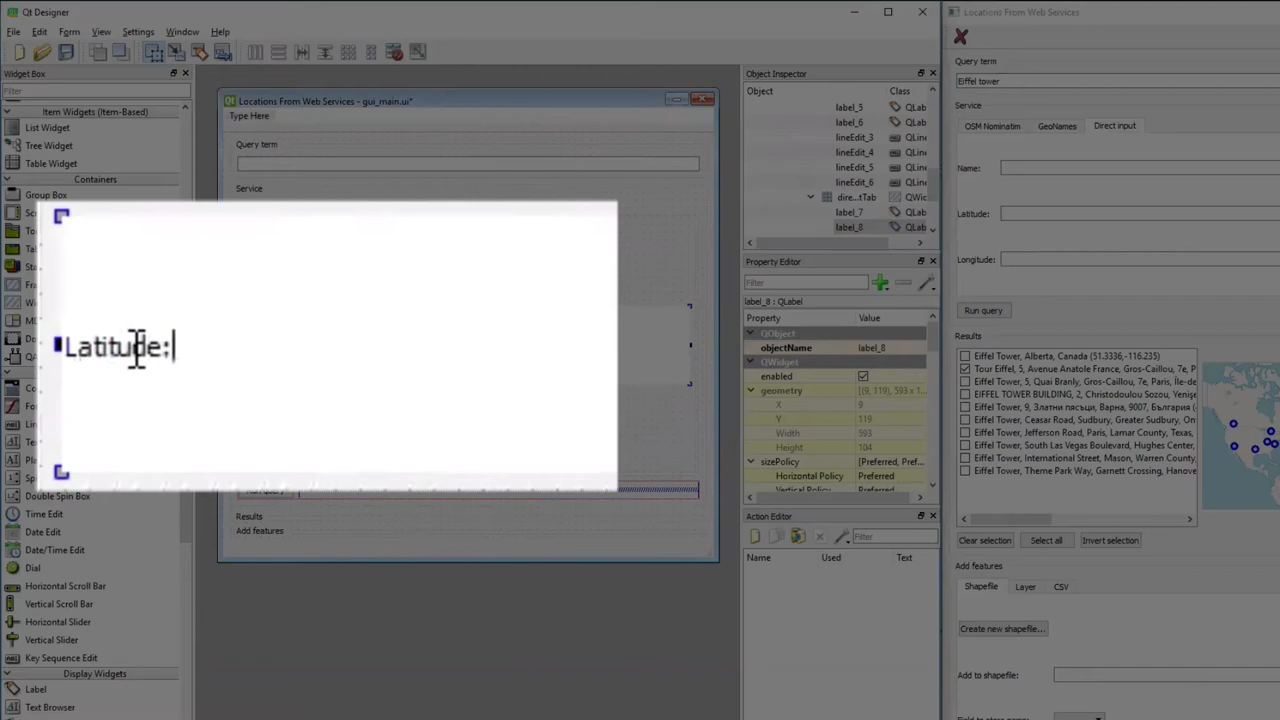 Qt Designer
File Edit Form View Settings Window Help
Widget Box
Filter
Item Widgets (Item-Based)
List Widget
Tree Widget
Table Widget
Containers
Group Box
Latitude:
Double Spin Box
Time Edit
Date Edit
Date/Time Edit
Dial
Horizontal Scroll Bar
Vertical Scroll Bar
Horizontal Slider
Vertical Slider
Key Sequence Edit
Display Widgets
Label
Text Browser
Locations From Web Services - gui_main.ui*
Type Here
Query term
Service
Results
Add features
Object Inspector
Object Class
label_5 QLab
label_6 QLab
lineEdit_3 QLine
lineEdit_4 QLine
lineEdit_5 QLine
lineEdit_6 QLine
dire...tTab QWid
label_7 QLab
label_8 QLab
Property Editor
Filter
label_8 : QLabel
Property Value
QObject
objectName label_8
QWidget
enabled
geometry [(9, 119), 593 x 1
X 9
Y 119
Width 593
Height 104
sizePolicy [Preferred, Pref...
Horizontal Policy Preferred
Vertical Policy Preferred
Action Editor
Filter
Name Used Text
Locations From Web Services
Query term
Eiffel tower
Service
OSM Nominatim GeoNames Direct input
Name:
Latitude:
Longitude:
Run query
Results
Eiffel Tower, Alberta, Canada (51.3336,-116.235)
Tour Eiffel, 5, Avenue Anatole France, Gros-Caillou, 7e, P
Eiffel Tower, 5, Quai Branly, Gros-Caillou, 7e, Paris, Île-de-
EIFFEL TOWER BUILDING, 2, Christodoulou Sozou, Yenişe
Eiffel Tower, 9, Златни пясъци, Варна, 9007, България (
Eiffel Tower, Ceasar Road, Sudbury, Greater Sudbury, On
Eiffel Tower, Jefferson Road, Paris, Lamar County, Texas
Eiffel Tower, South Las Vegas Boulevard, Hughes Center,
Eiffel Tower, International Street, Mason, Warren County,
Eiffel Tower, Theme Park Way, Garnett Crossing, Hanove
Clear selection Select all Invert selection
Add features
Shapefile Layer CSV
Create new shapefile...
Add to shapefile: